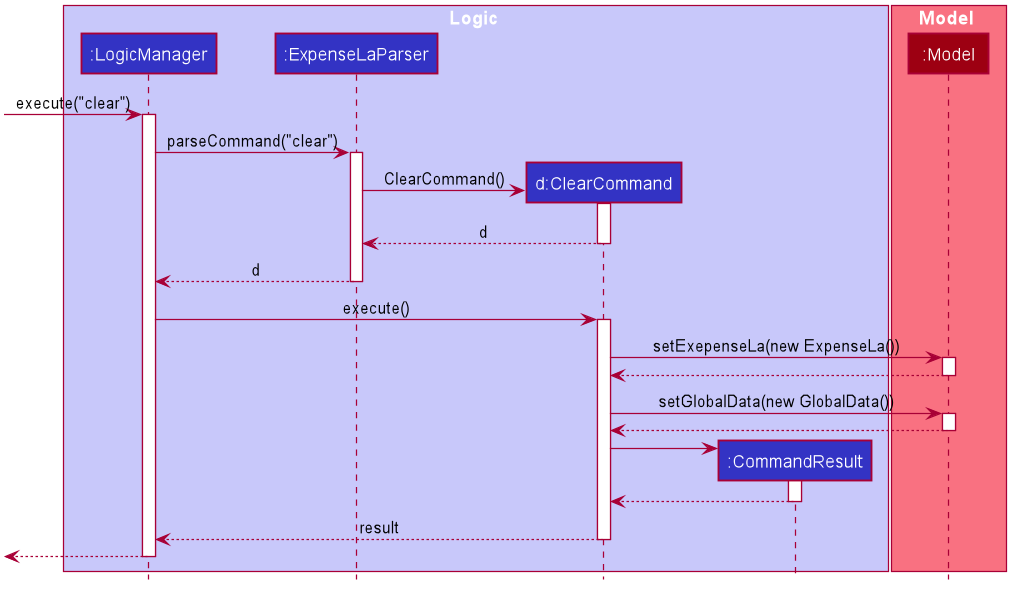 Logic
Model
:LogicManager
:ExpenseLaParser
:Model
execute("clear")
parseCommand("clear")
ClearCommand()
d:ClearCommand
d
d
execute()
setExepenseLa(new ExpenseLa())
setGlobalData(new GlobalData())
:CommandResult
result